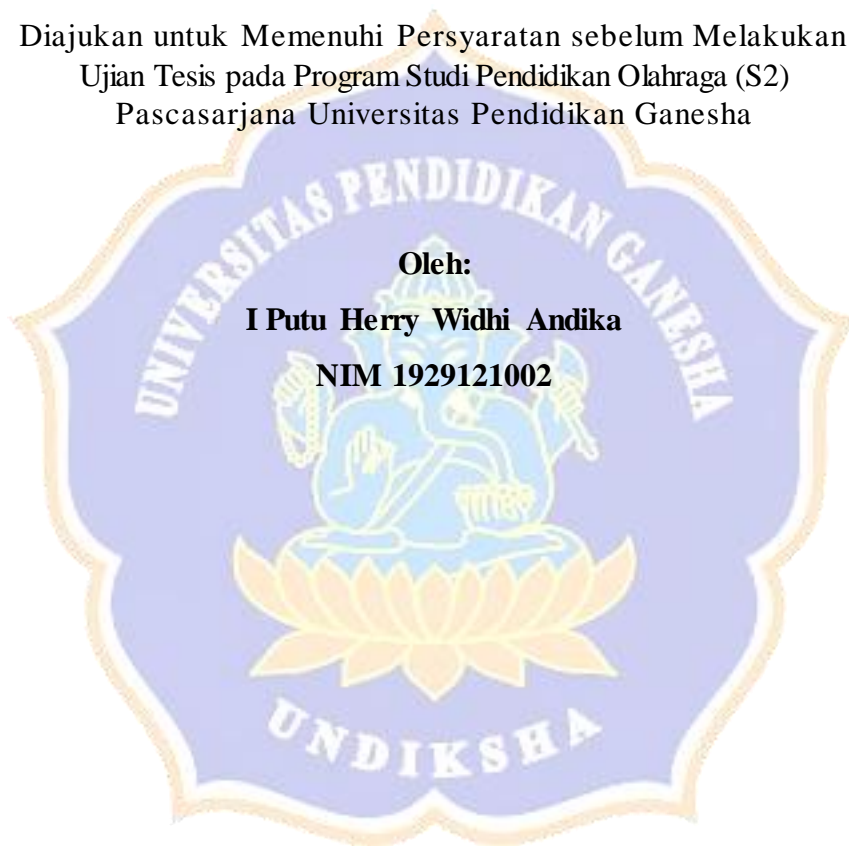 Diajukan untuk Memenuhi Persyaratan sebelum Melakukan
Ujian Tesis pada Program Studi Pendidikan Olahraga (S2)
Pascasarjana Universitas Pendidikan Ganesha
UNIVERSITAS PENDIDIKAN GANESHA
Oleh:
I Putu Herry Widhi Andika
NIM 1929121002
UNDIKSHA